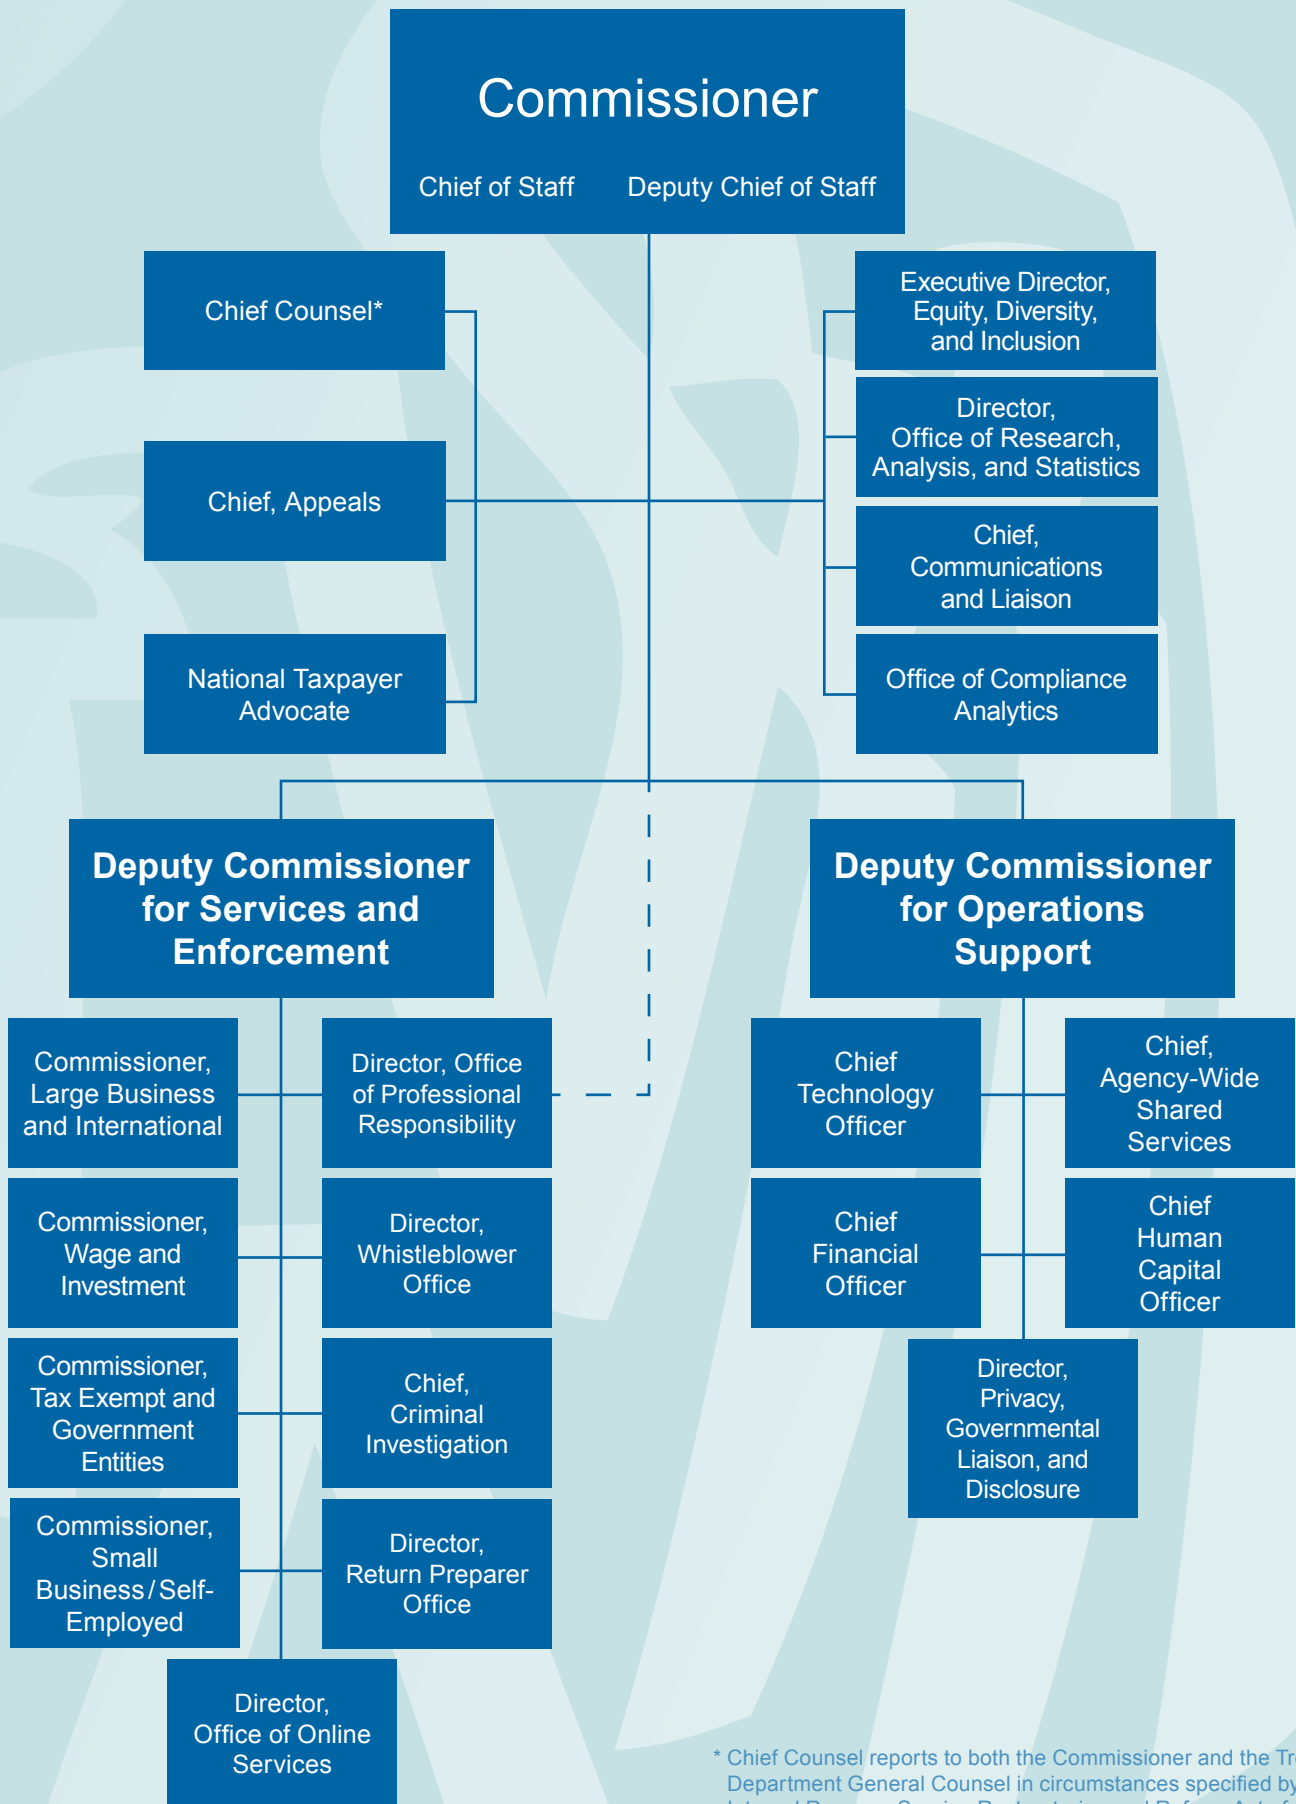 Commissioner
Chief of Staff Deputy Chief of Staff
Chief Counsel*
Chief, Appeals
National Taxpayer
Advocate
Executive Director,
Equity, Diversity,
and Inclusion
Director,
Office of Research,
Analysis, and Statistics
Chief,
Communications
and Liaison
Office of Compliance
Analytics
Deputy Commissioner
for Services and
Enforcement
Commissioner,
Large Business
and International
Director, Office
of Professional
Responsibility
Commissioner,
Wage and
Investment
Director,
Whistleblower
Office
Commissioner,
Tax Exempt and
Government
Entities
Chief,
Criminal
Investigation
Commissioner,
Small
Business / Self-
Employed
Director,
Return Preparer
Office
Director,
Office of Online
Services
Deputy Commissioner
for Operations
Support
Chief
Technology
Officer
Chief,
Agency-Wide
Shared
Services
Chief
Financial
Officer
Chief
Human
Capital
Officer
Director,
Privacy,
Governmental
Liaison, and
Disclosure
* Chief Counsel reports to both the Commissioner and the
Department General Counsel in circumstances specified by